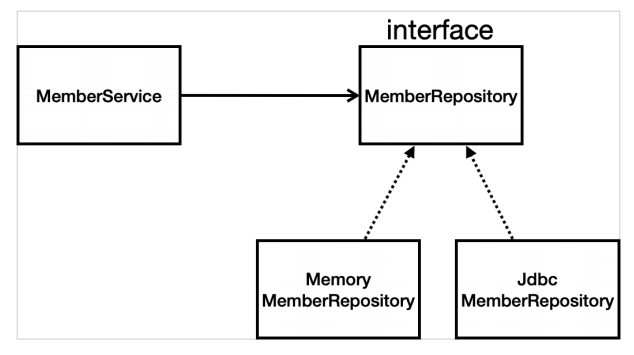 interface
MemberService
MemberRepository
Memory
MemberRepository
Jdbc
MemberRepository